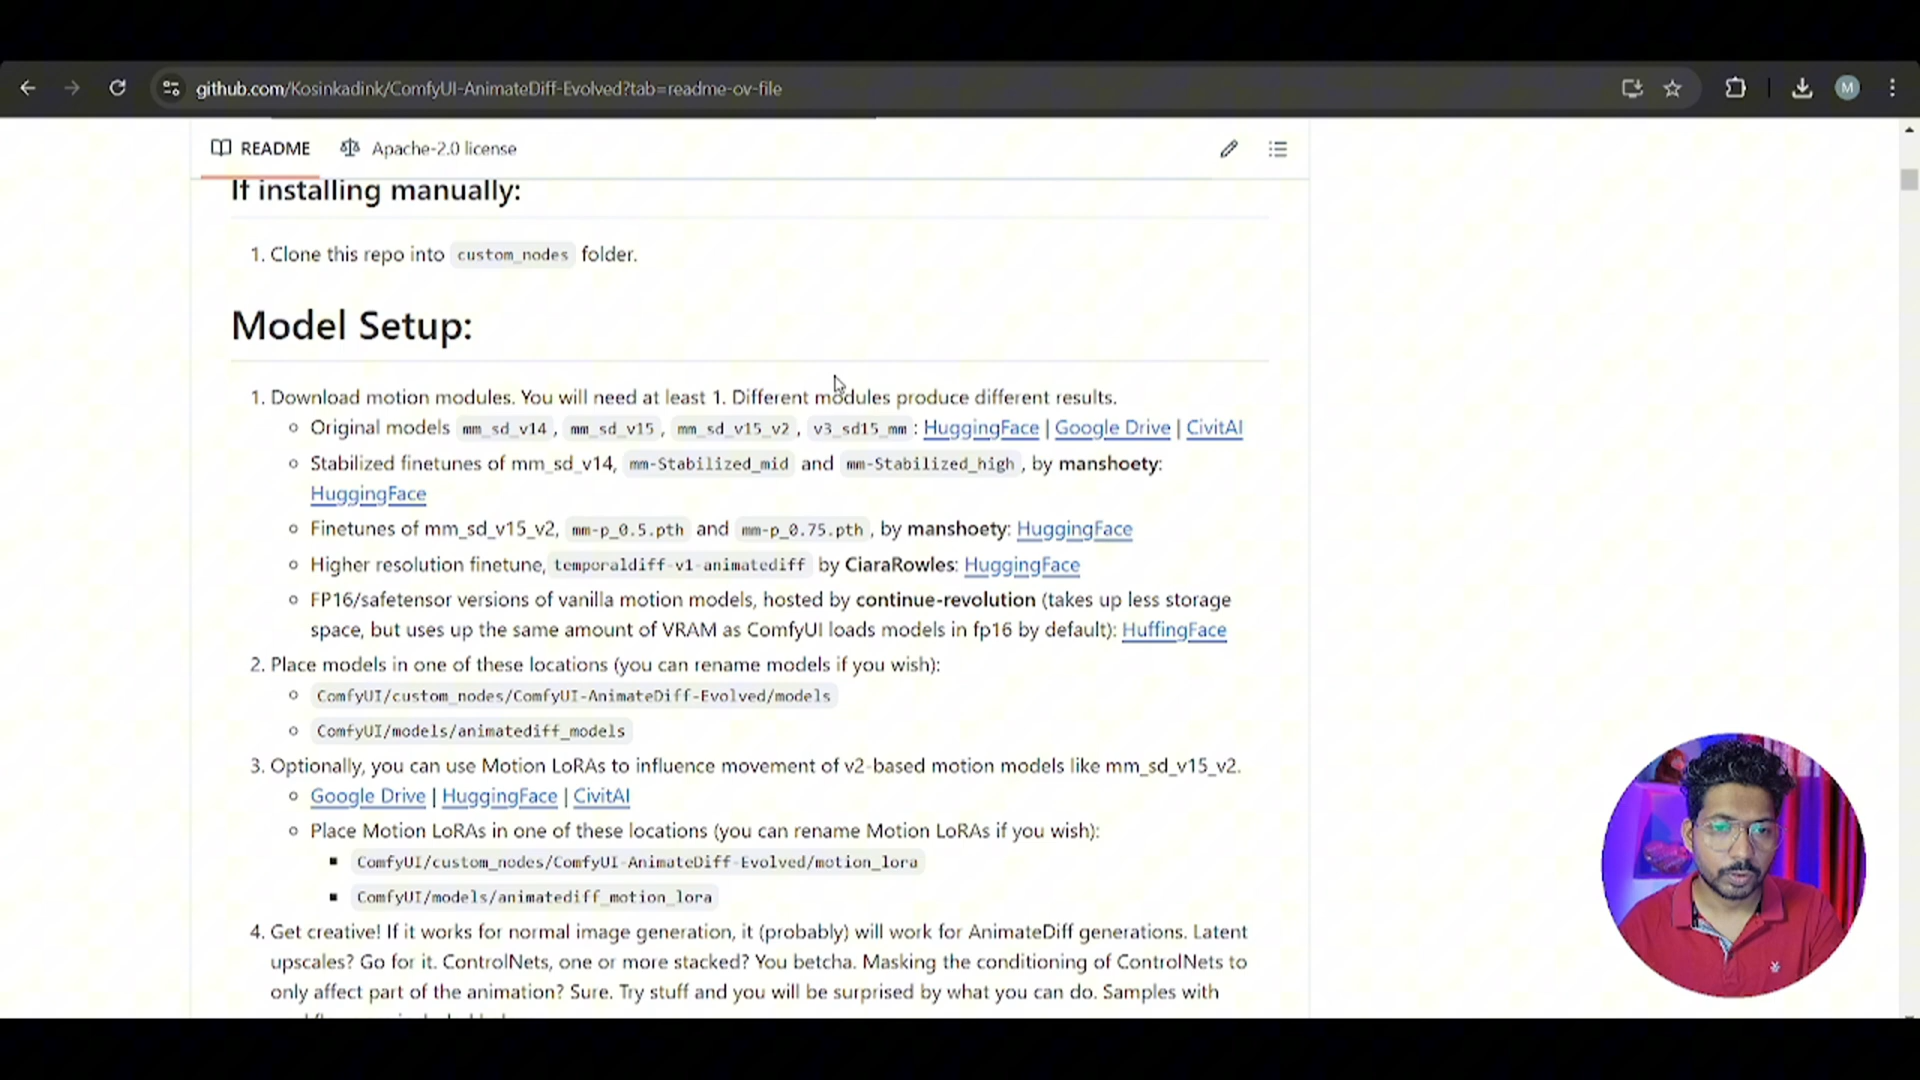 github.com/Kosinkadink/ComfyUI-AnimateDiff-Evolved?tab=readme-ov-file
M
README Apache-2.0 license
If installing manually:
1. Clone this repo into custom_nodes folder.
Model Setup:
1. Download motion modules. You will need at least 1. Different modules produce different results.
Original models mm_sd_v14, mm_sd_v15, mm_sd_v15_v2, v3_sd15_mm: HuggingFace | Google Drive | CivitAI
Stabilized finetunes of mm_sd_v14, mm-Stabilized_mid and mm-Stabilized_high, by manshoety:
HuggingFace
Finetunes of mm_sd_v15_v2, mm-p_0.5.pth and mm-p_0.75.pth, by manshoety: HuggingFace
Higher resolution finetune, temporaldiff-v1-animatediff by CiaraRowles: HuggingFace
FP16/safetensor versions of vanilla motion models, hosted by continue-revolution (takes up less storage
space, but uses up the same amount of VRAM as ComfyUI loads models in fp16 by default): HuffingFace
2. Place models in one of these locations (you can rename models if you wish):
ComfyUI/custom_nodes/ComfyUI-AnimateDiff-Evolved/models
ComfyUI/models/animatediff_models
3. Optionally, you can use Motion LoRAs to influence movement of v2-based motion models like mm_sd_v15_v2.
Google Drive | HuggingFace | CivitAI
Place Motion LoRAs in one of these locations (you can rename Motion LoRAs if you wish):
ComfyUI/custom_nodes/ComfyUI-AnimateDiff-Evolved/motion_lora
ComfyUI/models/animatediff_motion_lora
4. Get creative! If it works for normal image generation, it (probably) will work for AnimateDiff generations. Latent
upscales? Go for it. ControlNets, one or more stacked? You betcha. Masking the conditioning of ControlNets to
only affect part of the animation? Sure. Try stuff and you will be surprised by what you can do. Samples with